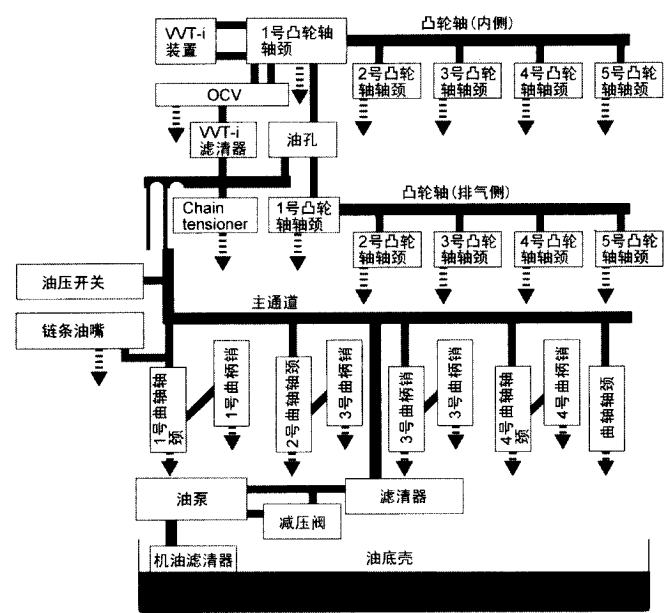 VVT-i
装置
1号凸轮轴
轴颈
凸轮轴(内侧)
2号凸轮
轴轴颈
3号凸轮
轴轴颈
4号凸轮
轴轴颈
5号凸轮
轴轴颈
OCV
VVT-i
滤清器
油孔
Chain
tensioner
1号凸轮
轴轴颈
凸轮轴(排气侧)
2号凸轮
轴轴颈
3号凸轮
轴轴颈
4号凸轮
轴轴颈
5号凸轮
轴轴颈
油压开关
主通道
链条油嘴
1号曲轴轴
颈
1号曲柄销
2号曲轴轴颈
3号曲柄销
3号曲柄销
3号曲柄销
4号曲轴轴
颈
4号曲柄销
曲轴轴颈
油泵
滤清器
减压阀
机油滤清器
油底壳